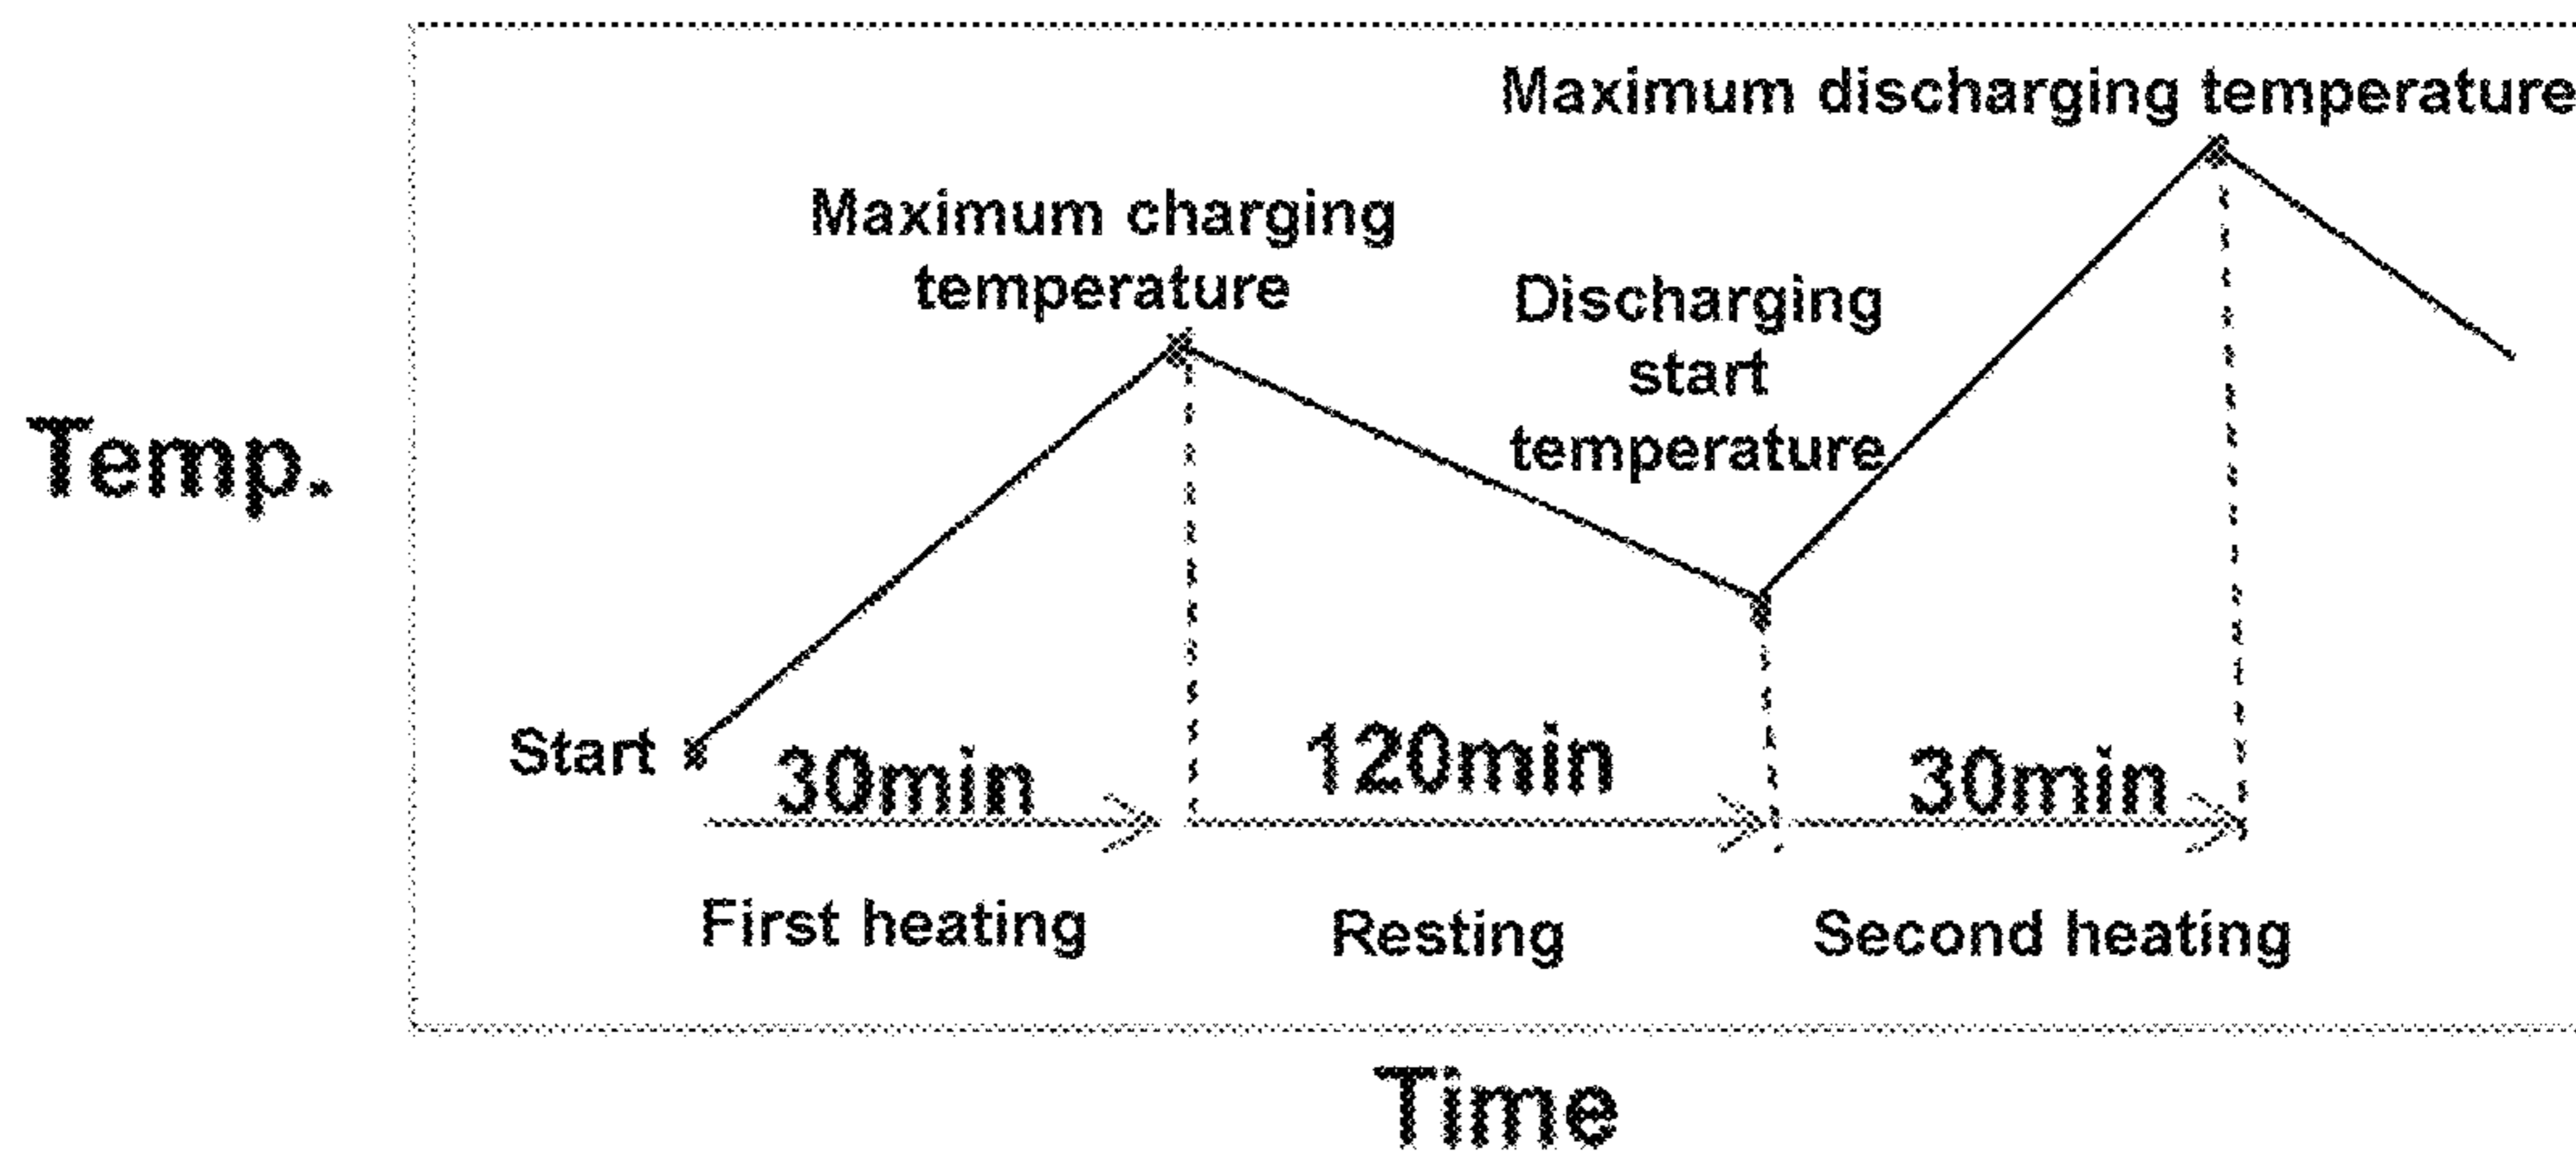 Maximum discharging temperature
Maximum charging
temperature
Discharging
start
temperature
Temp.
Start
30min
120min
30min
First heating
Resting
Second heating
Time